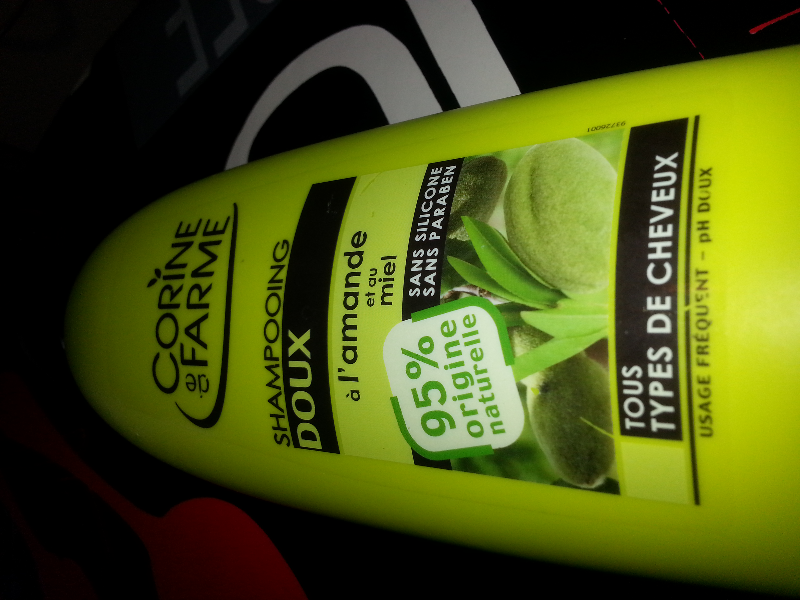 CORINE
de FARME
SHAMPOOING
DOUX
à l'amande
et au
miel
SANS SILICONE
SANS PARABEN
95%
origine
naturelle
93728001
TOUS
TYPES DE CHEVEUX
USAGE FRÉQUENT - pH DOUX